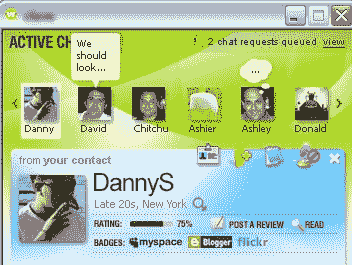 ACTIVE CH
2 chat requests queued view
We
should
look...
...
Danny David Chitchu Ashier Ashley Donald
from your contact
DannyS
Late 20s, New York
RATING: 75% POST A REVIEW READ
BADGES: myspace Blogger flickr